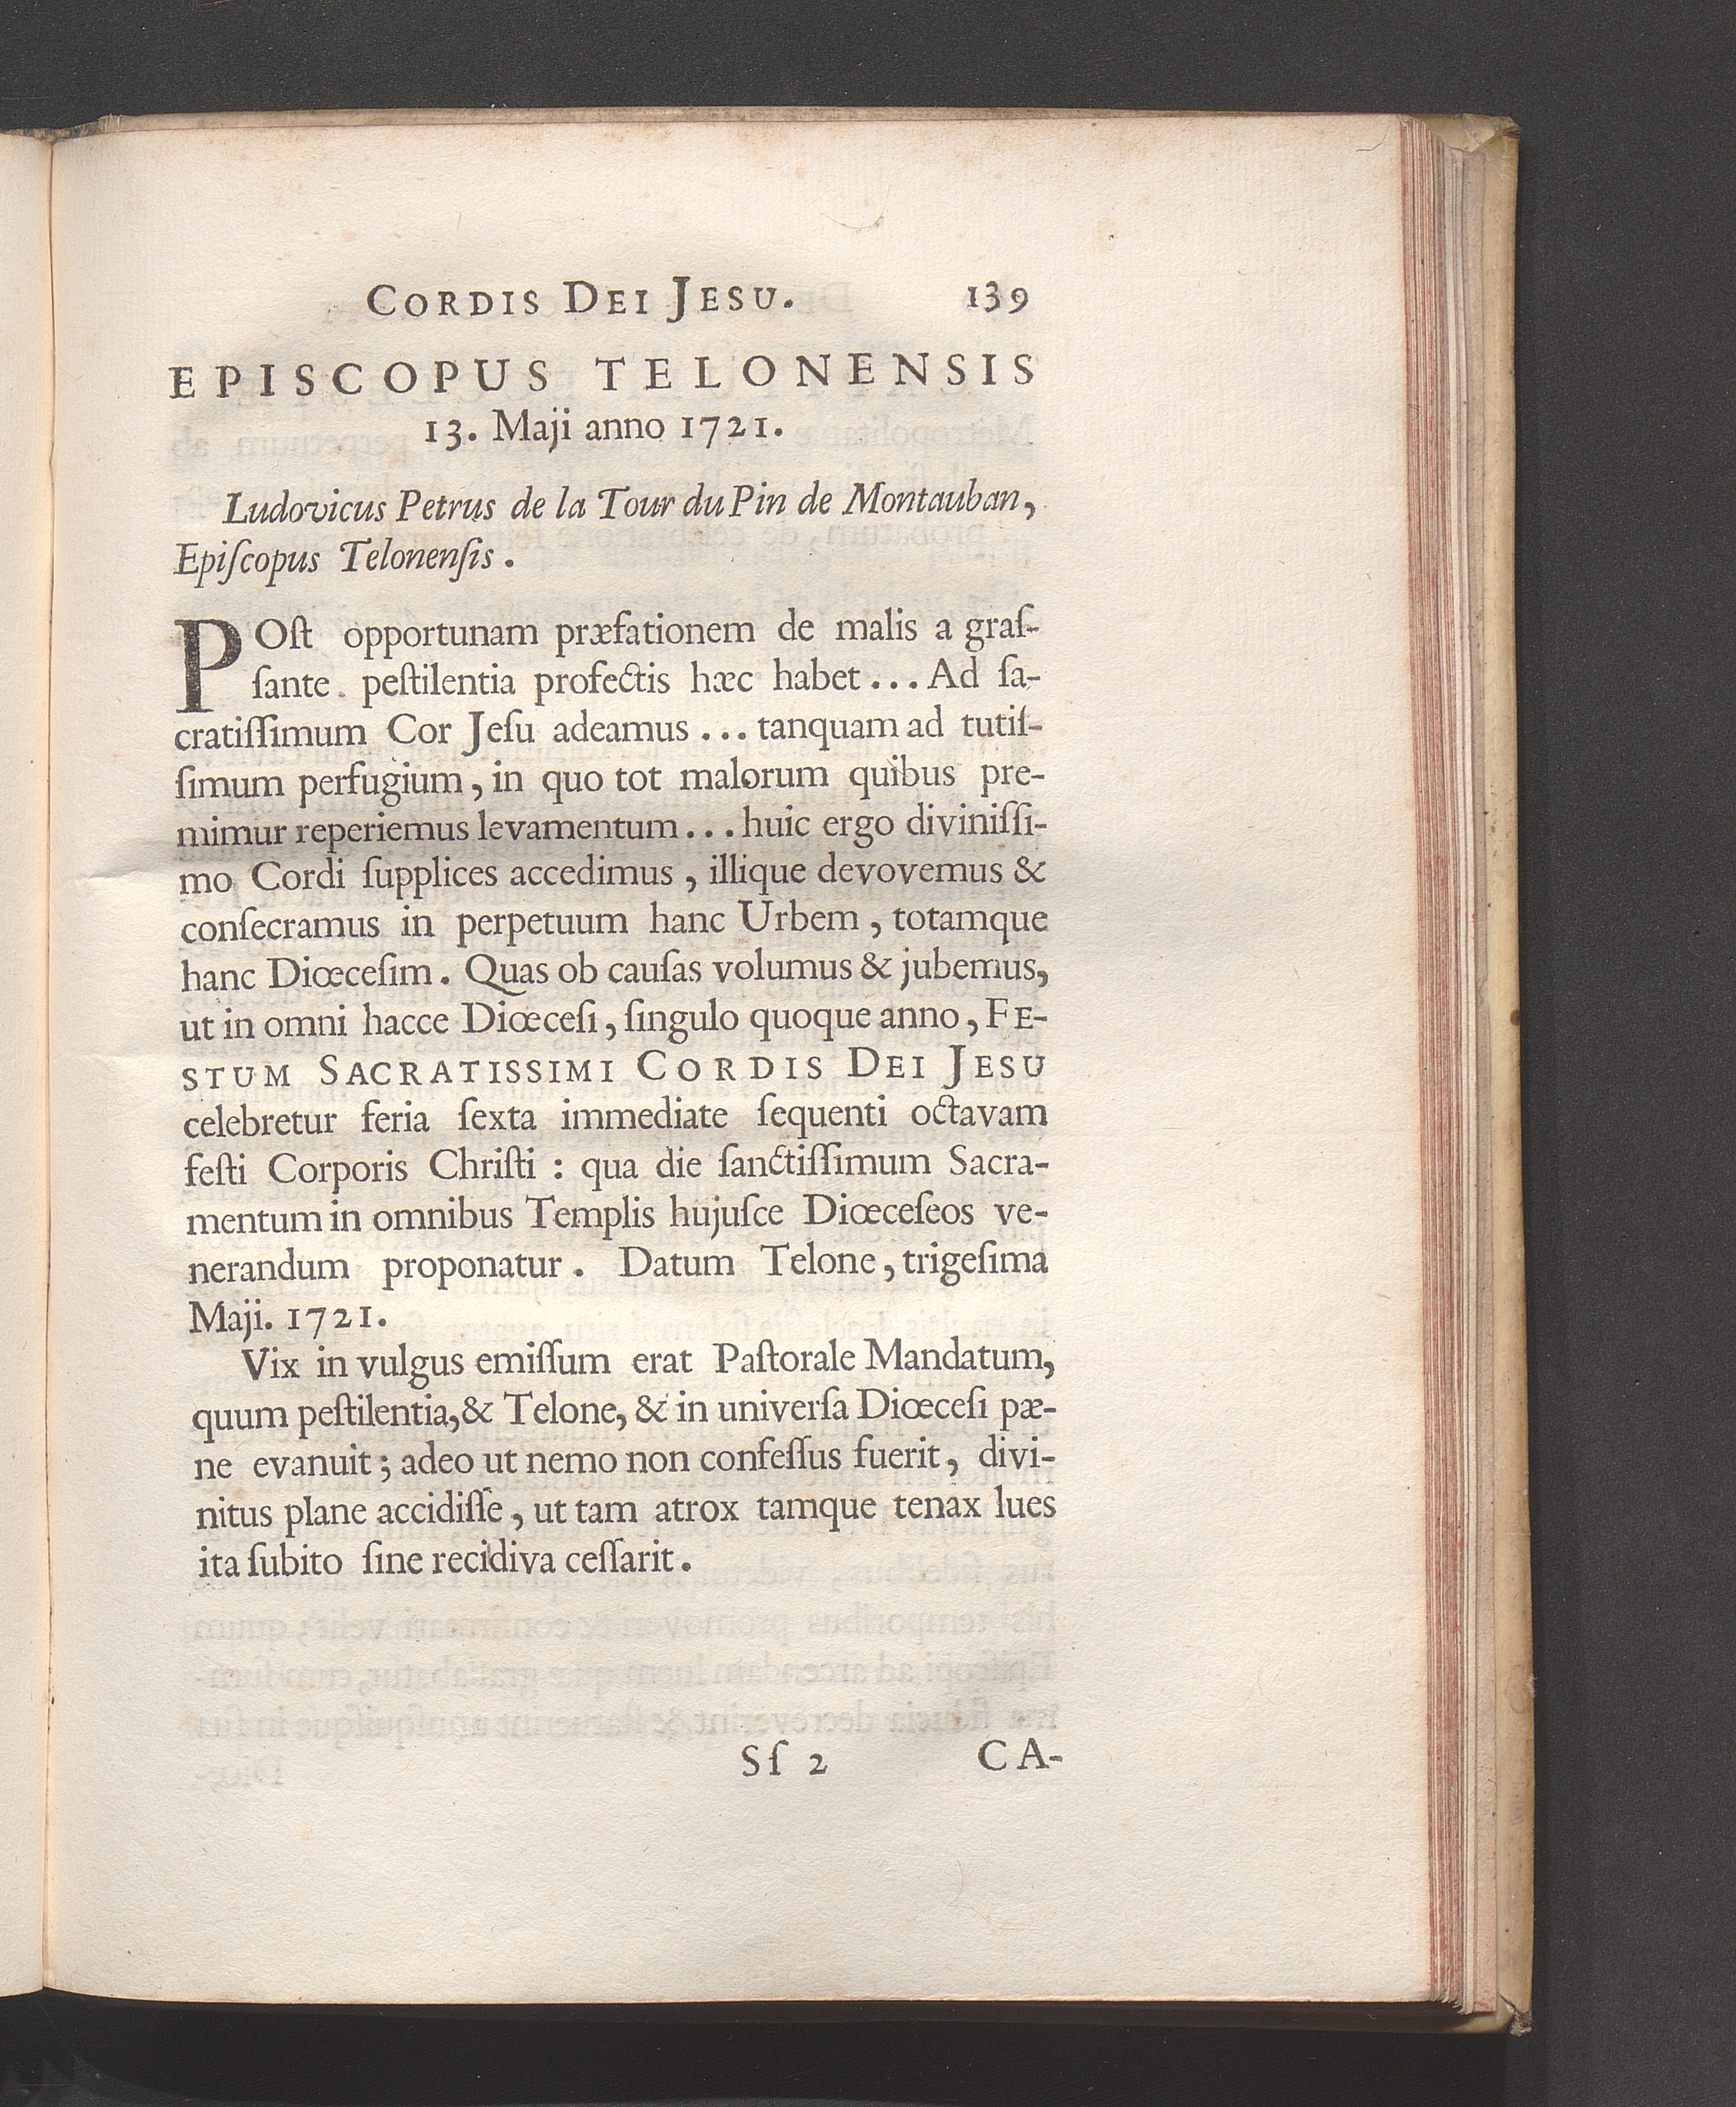 CORDIS DEI JESU. 139
EPISCOPUS TELONENSIS
13. Maji anno 1721.
Ludovicus Petrus de la Tour du Pin de Montauban,
Epiſcopus Telonenſis.
POſt opportunam præfationem de malis a graſ-
ſante peſtilentia profectis hæc habet... Ad ſa-
cratiſſimum Cor Jeſu adeamus... tanquam ad tutiſ-
ſimum perfugium, in quo tot malorum quibus pre-
mimur reperiemus levamentum... huic ergo diviniſſi-
mo Cordi ſupplices accedimus, illique devovemus &
conſecramus in perpetuum hanc Urbem, totamque
hanc Diœceſim. Quas ob cauſas volumus & jubemus,
ut in omni hacce Diœceſi, ſingulo quoque anno, FE-
STUM SACRATISSIMI CORDIS DEI JESU
celebretur feria ſexta immediate ſequenti octavam
feſti Corporis Chriſti: qua die ſanctiſſimum Sacra-
mentum in omnibus Templis hujuſce Diœceſeos ve-
nerandum proponatur. Datum Telone, trigeſima
Maji. 1721.
Vix in vulgus emiſſum erat Paſtorale Mandatum,
quum peſtilentia, & Telone, & in univerſa Diœceſi pæ-
ne evanuit; adeo ut nemo non confeſſus fuerit, divi-
nitus plane accidiſſe, ut tam atrox tamque tenax lues
ita ſubito ſine recidiva ceſſarit.
Sſ 2 CA-